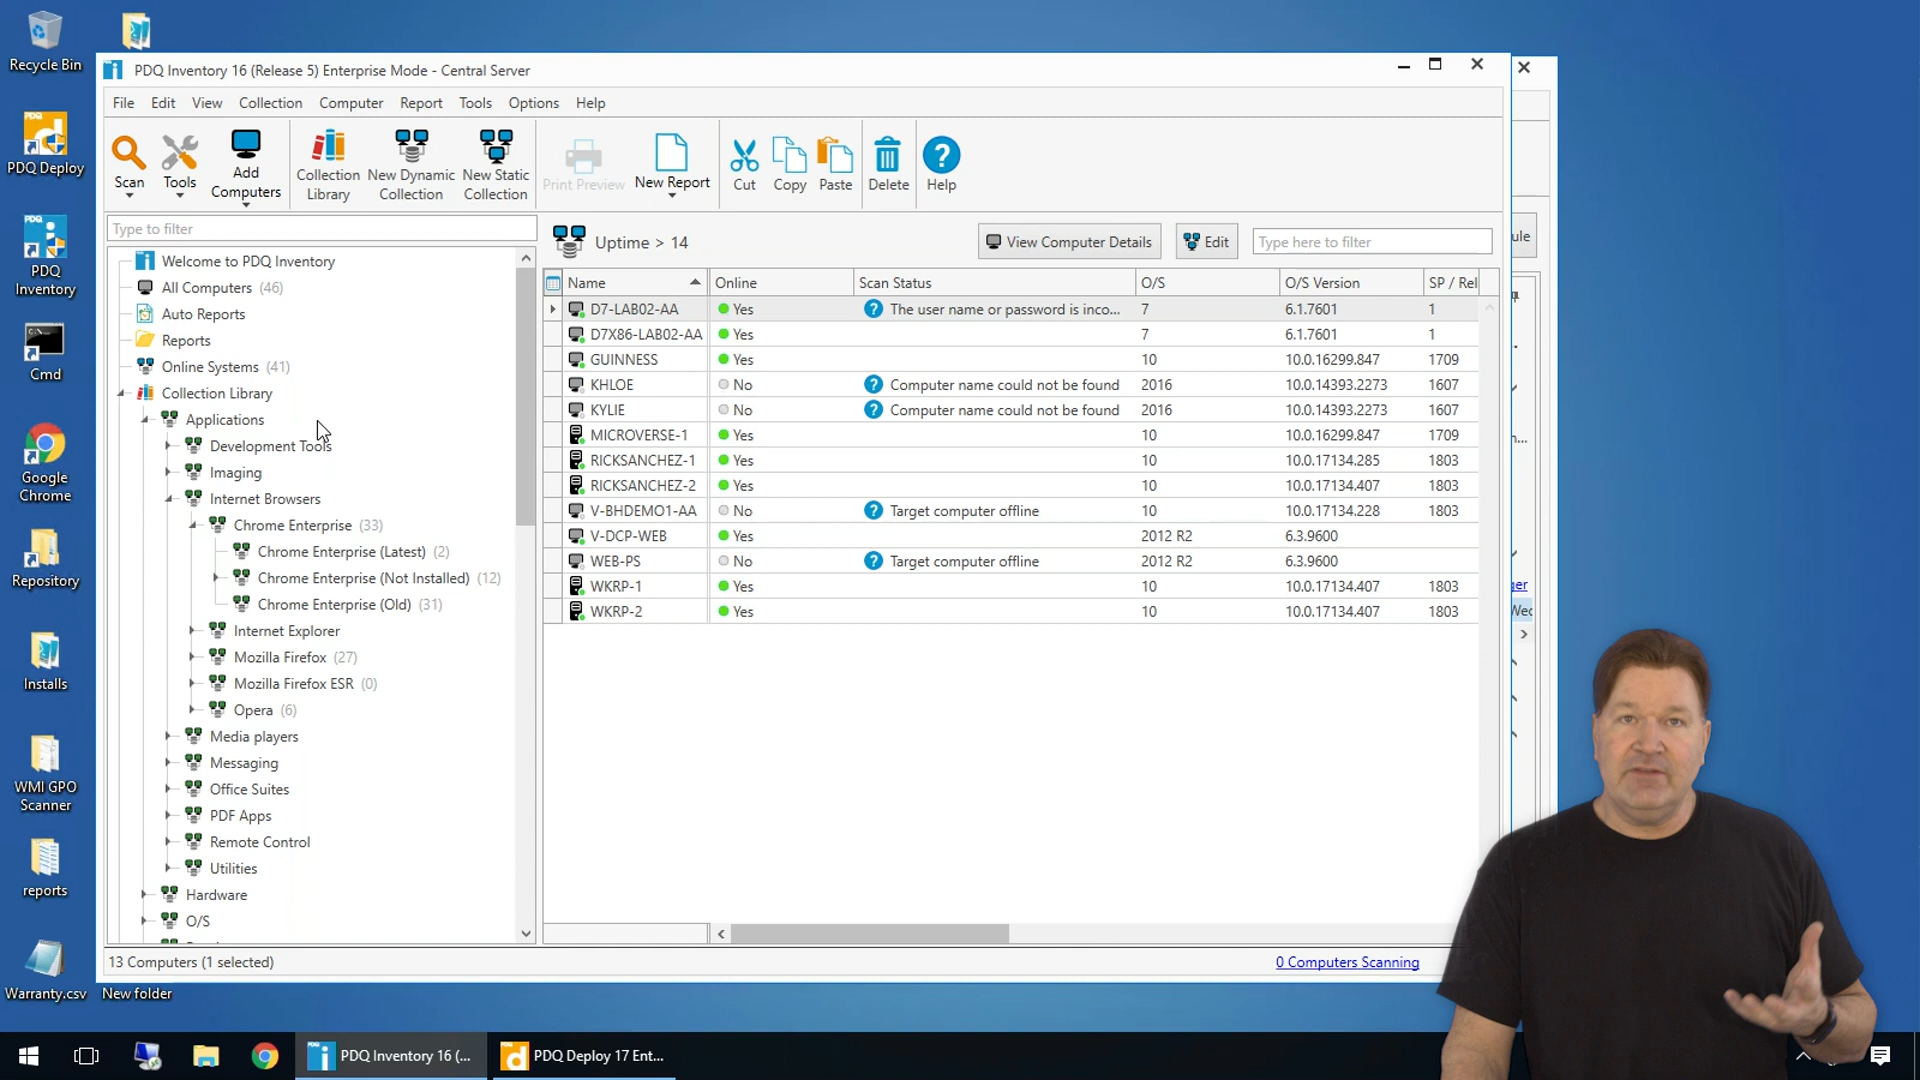 Recycle Bin
PDQ Deploy
PDQ
Inventory
Cmd
Google
Chrome
Repository
Installs
WMI GPO
Scanner
reports
Warranty.csv
New folder
PDQ Inventory 16 (Release 5) Enterprise Mode - Central Server
File Edit View Collection Computer Report Tools Options Help
Scan
Tools
Add
Computers
Collection
Library
New Dynamic
Collection
New Static
Collection
Print Preview
New Report
Cut
Copy
Paste
Delete
Help
Type to filter
Welcome to PDQ Inventory
All Computers (46)
Auto Reports
Reports
Online Systems (41)
Collection Library
Applications
Development Tools
Imaging
Internet Browsers
Chrome Enterprise (33)
Chrome Enterprise (Latest) (2)
Chrome Enterprise (Not Installed) (12)
Chrome Enterprise (Old) (31)
Internet Explorer
Mozilla Firefox (27)
Mozilla Firefox ESR (0)
Opera (6)
Media players
Messaging
Office Suites
PDF Apps
Remote Control
Utilities
Hardware
O/S
Uptime > 14
View Computer Details
Edit
Type here to filter
Name Online Scan Status O/S O/S Version SP / Rel
D7-LAB02-AA Yes The user name or password is inco... 7 6.1.7601 1
D7X86-LAB02-AA Yes 7 6.1.7601 1
GUINNESS Yes 10 10.0.16299.847 1709
KHLOE No Computer name could not be found 2016 10.0.14393.2273 1607
KYLIE No Computer name could not be found 2016 10.0.14393.2273 1607
MICROVERSE-1 Yes 10 10.0.16299.847 1709
RICKSANCHEZ-1 Yes 10 10.0.17134.285 1803
RICKSANCHEZ-2 Yes 10 10.0.17134.407 1803
V-BHDEMO1-AA No Target computer offline 10 10.0.17134.228 1803
V-DCP-WEB Yes 2012 R2 6.3.9600
WEB-PS No Target computer offline 2012 R2 6.3.9600
WKRP-1 Yes 10 10.0.17134.407 1803
WKRP-2 Yes 10 10.0.17134.407 1803
13 Computers (1 selected)
0 Computers Scanning
ule
n...
ger
Wed
PDQ Inventory 16 (...
PDQ Deploy 17 Ent...